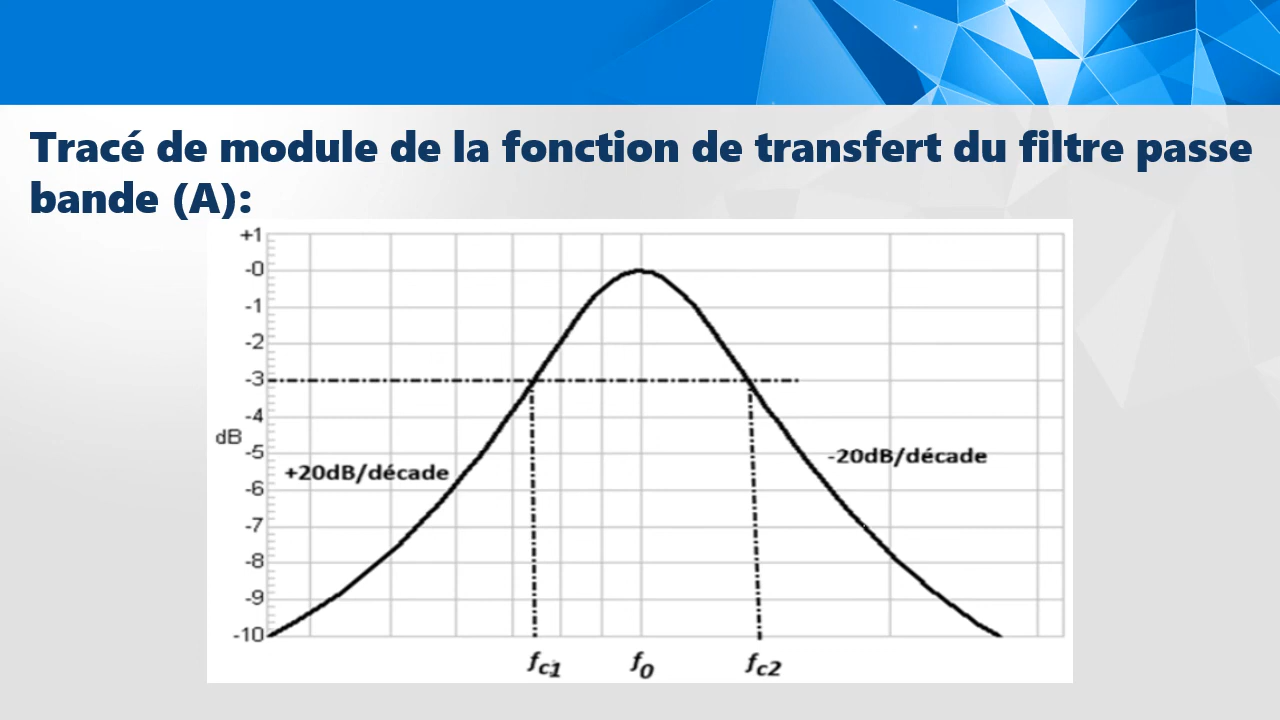 Tracé de module de la fonction de transfert du filtre passe
bande (A):
+1
-0
-1
-2
-3
-4
dB
-5
+20dB/décade
-20dB/décade
-6
-7
-8
-9
-10
fc1
f0
fc2